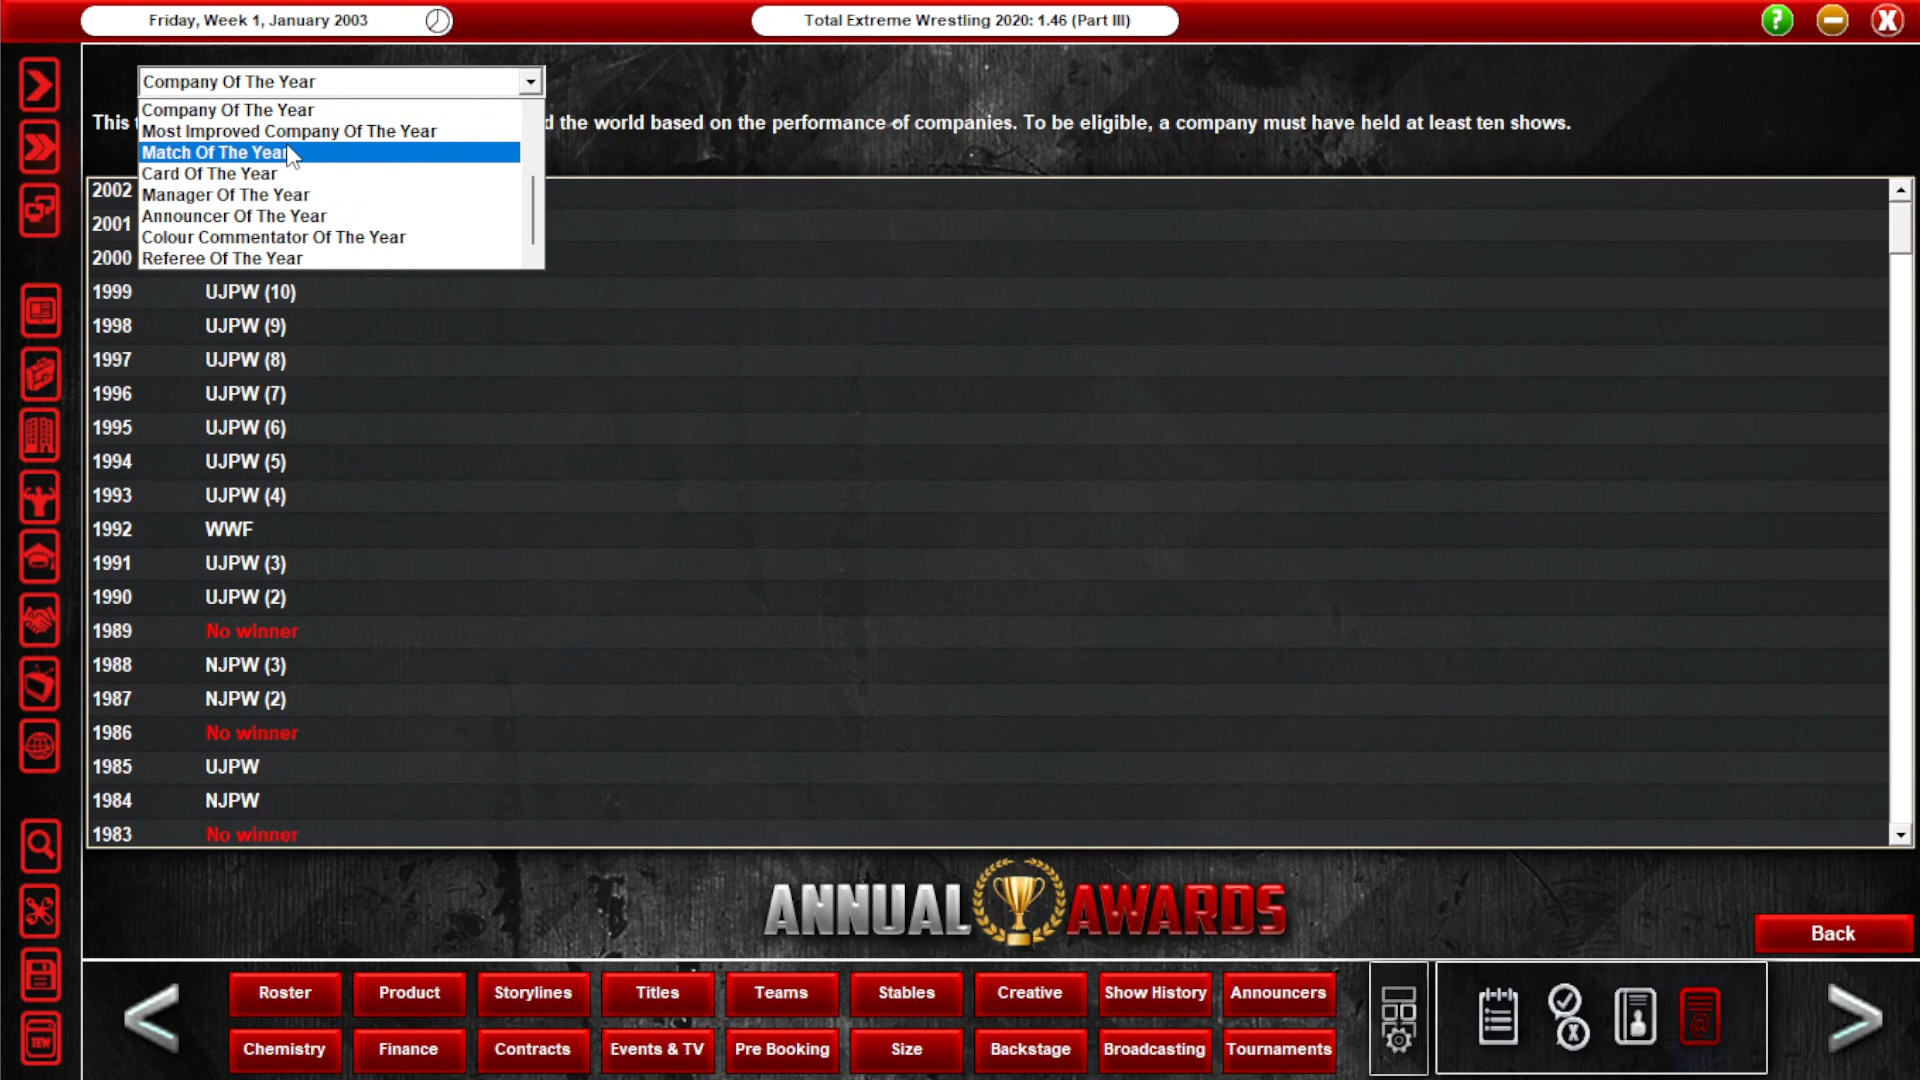 Friday, Week 1, January 2003
Total Extreme Wrestling 2020: 1.46 (Part III)
Company Of The Year
Company Of The Year
Most Improved Company Of The Year
Match Of The Year
Card Of The Year
Manager Of The Year
Announcer Of The Year
Colour Commentator Of The Year
Referee Of The Year
This
d the world based on the performance of companies. To be eligible, a company must have held at least ten shows.
2002
2001
2000
1999 UJPW (10)
1998 UJPW (9)
1997 UJPW (8)
1996 UJPW (7)
1995 UJPW (6)
1994 UJPW (5)
1993 UJPW (4)
1992 WWF
1991 UJPW (3)
1990 UJPW (2)
1989 No winner
1988 NJPW (3)
1987 NJPW (2)
1986 No winner
1985 UJPW
1984 NJPW
1983 No winner
ANNUAL AWARDS
Back
Roster Product Storylines Titles Teams Stables Creative Show History Announcers
Chemistry Finance Contracts Events & TV Pre Booking Size Backstage Broadcasting Tournaments
TEW